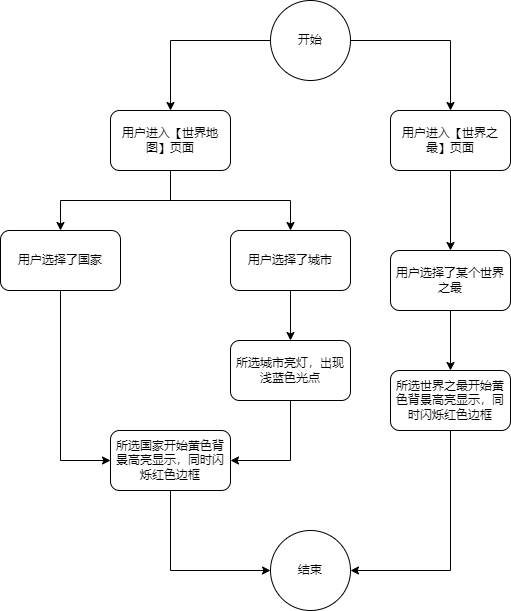 开始
用户进入【世界地
图】页面
用户进入【世界之
最】页面
用户选择了国家
用户选择了城市
用户选择了某个世界
之最
所选城市亮灯，出现
浅蓝色光点
所选世界之最开始黄
色背景高亮显示，同
时闪烁红色边框
所选国家开始黄色背
景高亮显示，同时闪
烁红色边框
结束